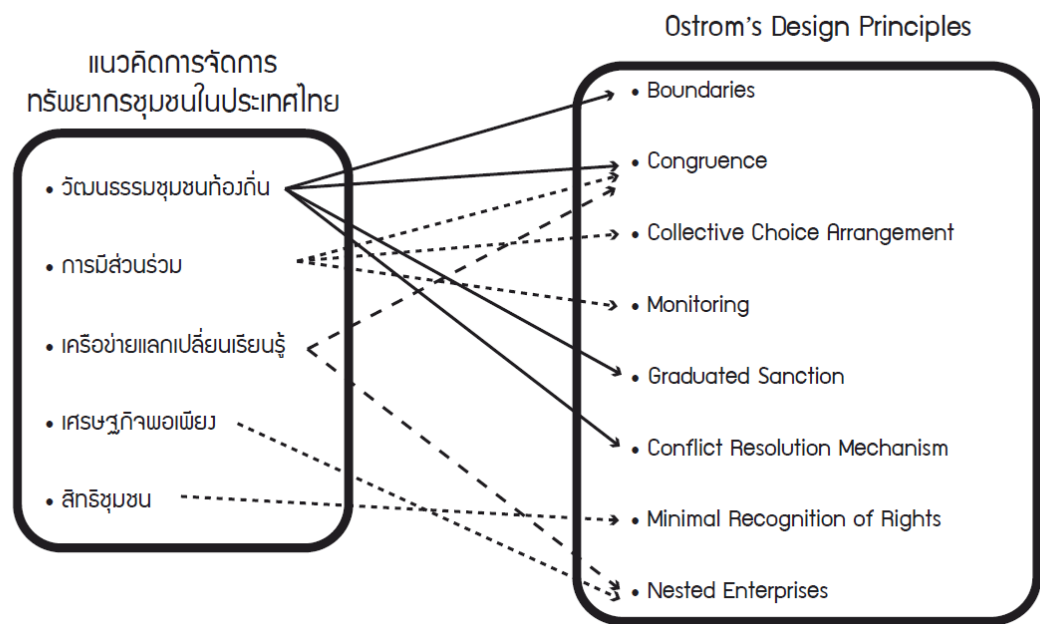 แนวคิดการจัดการ
ทรัพยากรชุมชนในประเทศไทย
• วัฒนธรรมชุมชนท้องถิ่น
• การมีส่วนร่วม
• เครือข่ายแลกเปลี่ยนเรียนรู้
• เศรษฐกิจพอเพียง
• สิทธิชุมชน
Ostrom's Design Principles
• Boundaries
• Congruence
• Collective Choice Arrangement
• Monitoring
• Graduated Sanction
• Conflict Resolution Mechanism
• Minimal Recognition of Rights
• Nested Enterprises